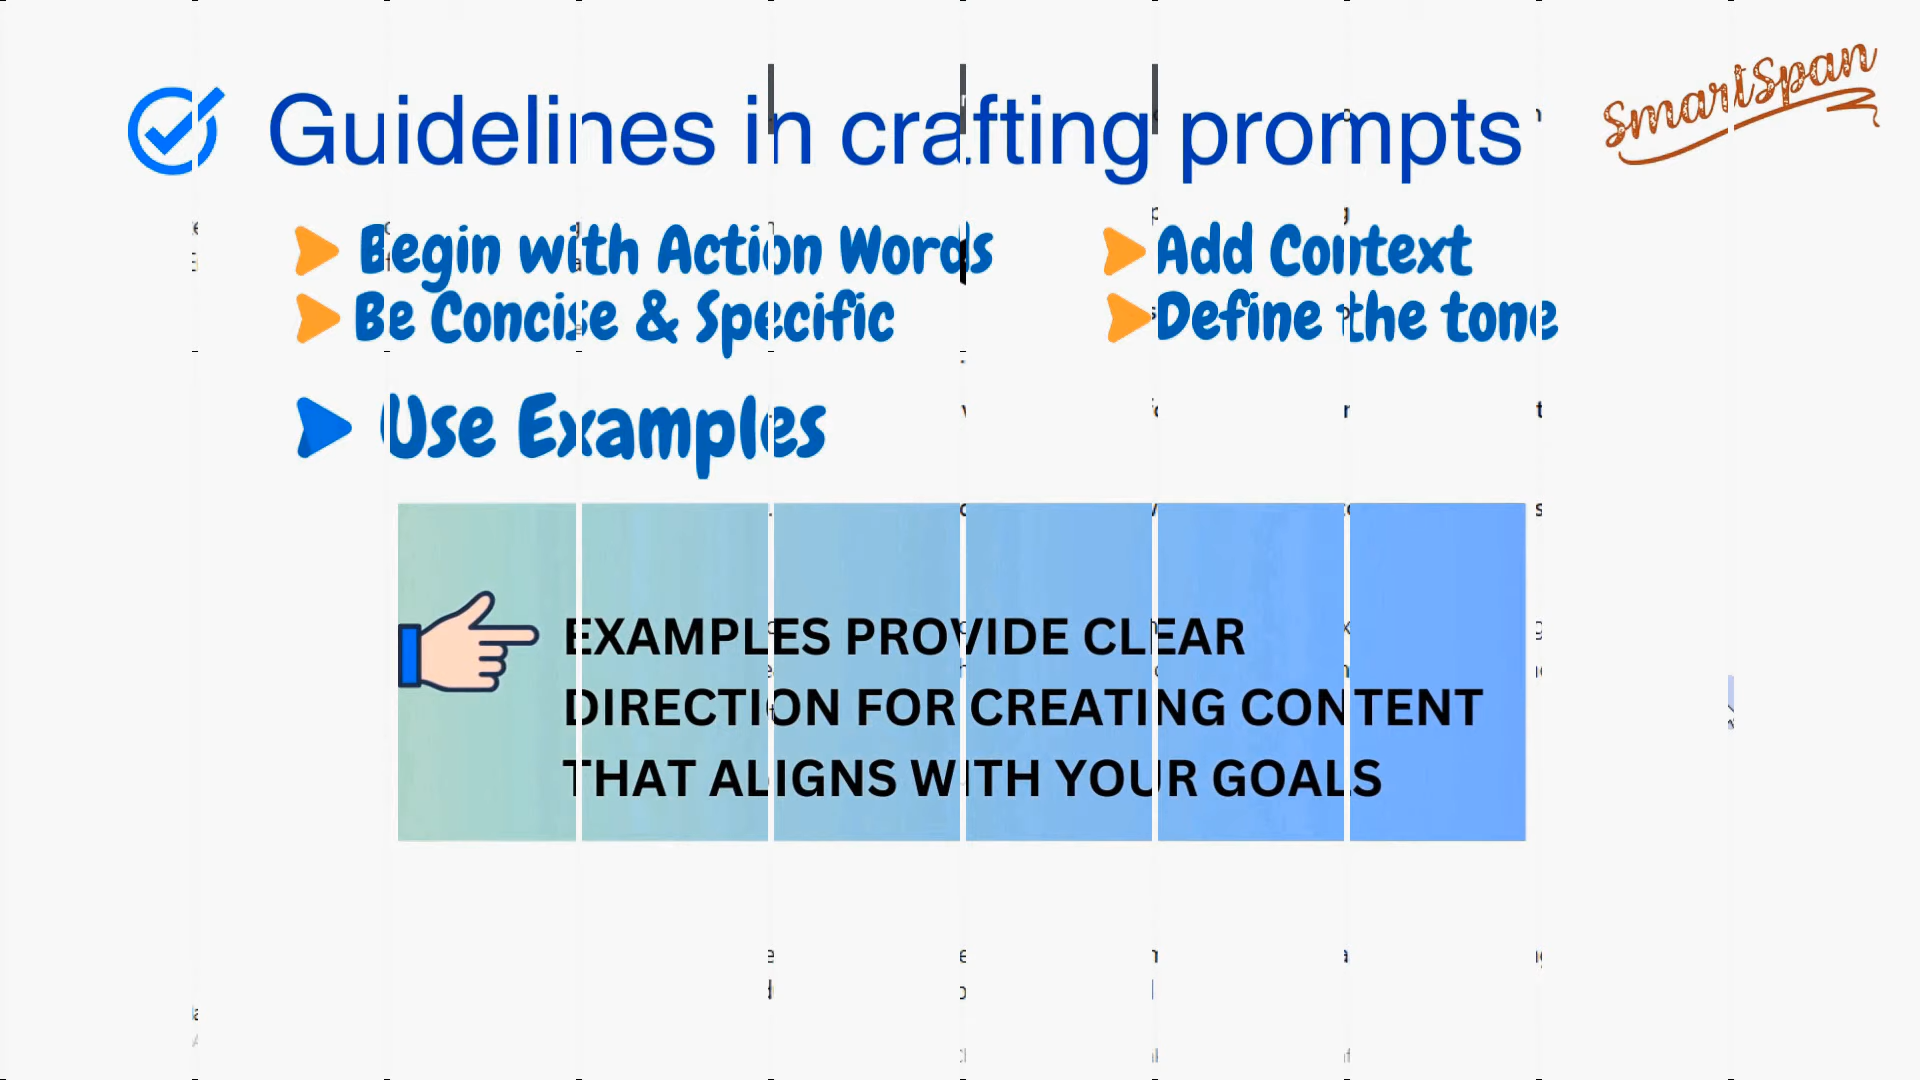 Guidelines in crafting prompts
SmartSpan
Begin with Action Words
Add Context
Be Concise & Specific
Define the tone
Use Examples
EXAMPLES PROVIDE CLEAR
DIRECTION FOR CREATING CONTENT
THAT ALIGNS WITH YOUR GOALS